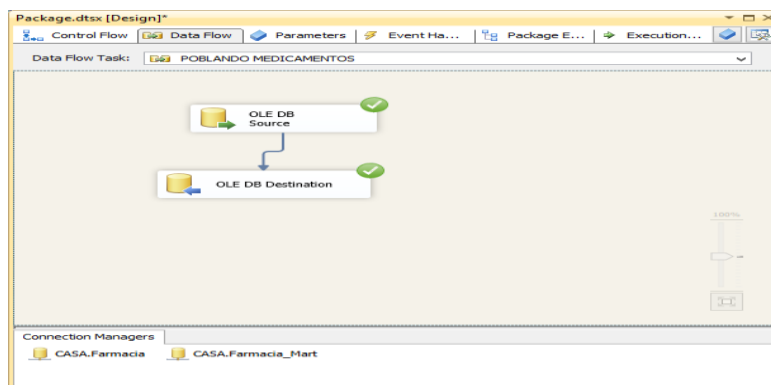 Package.dtsx [Design]*
Control Flow Data Flow Parameters Event Ha... Package E... Execution...
Data Flow Task: POBLANDO MEDICAMENTOS
OLE DB
Source
OLE DB Destination
100%
Connection Managers
CASA.Farmacia CASA.Farmacia_Mart